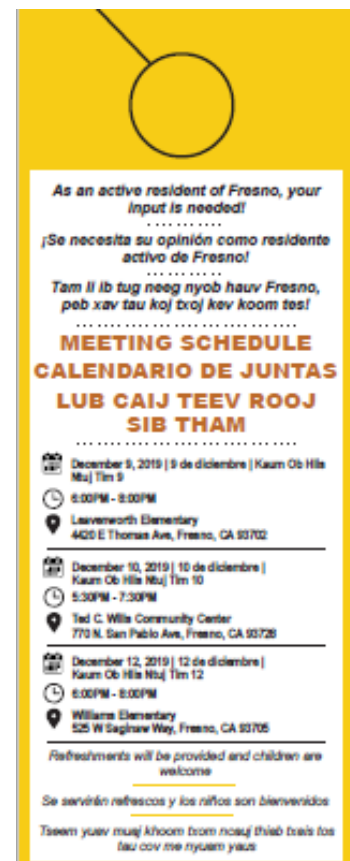 As an active resident of Fresno, your
input is needed!
¡Se necesita su opinión como residente
activo de Fresno!
Tam li ib tug neeg nyob hauv Fresno,
peb xav tau koj txoj kev koom tes!
MEETING SCHEDULE
CALENDARIO DE JUNTAS
LUB CAIJ TEEV ROOJ
SIB THAM
December 9, 2019 | 9 de diciembre | Kaum Ob Hlis
Ntuj Tim 9
6:00PM - 8:00PM
Leavenworth Elementary
4420 E Thomas Ave, Fresno, CA 93702
December 10, 2019 | 10 de diciembre |
Kaum Ob Hlis Ntuj Tim 10
5:30PM - 7:30PM
Ted C. Wills Community Center
770 N. San Pablo Ave, Fresno, CA 93728
December 12, 2019 | 12 de diciembre |
Kaum Ob Hlis Ntuj Tim 12
6:00PM - 8:00PM
Williams Elementary
525 W Saginaw Way, Fresno, CA 93705
Refreshments will be provided and children are
welcome
Se servirán refrescos y los niños son bienvenidos
Tseem yuav muaj khoom txom ncauj thiab txais tos
tau cov me nyuam yaus